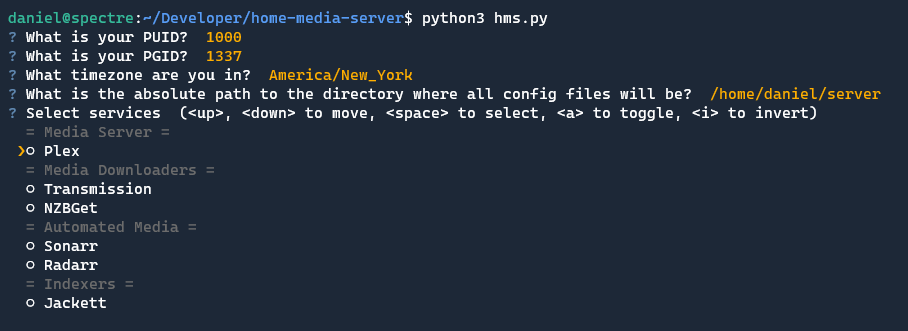 daniel@spectre:~/Developer/home-media-server$ python3 hms.py
? What is your PUID?  1000
? What is your PGID?  1337
? What timezone are you in?  America/New_York
? What is the absolute path to the directory where all config files will be?  /home/daniel/server
? Select services  (<up>, <down> to move, <space> to select, <a> to toggle, <i> to invert)
  = Media Server =
 ❯○ Plex
  = Media Downloaders =
  ○ Transmission
  ○ NZBGet
  = Automated Media =
  ○ Sonarr
  ○ Radarr
  = Indexers =
  ○ Jackett